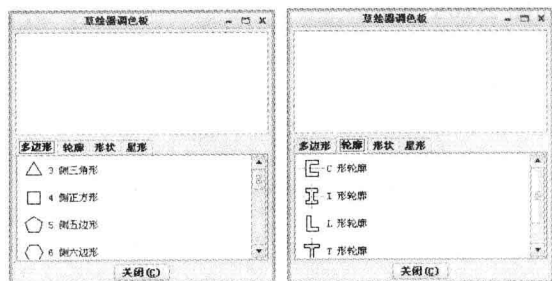 草绘器调色板
多边形 轮廓 形状 星形
3 侧三角形
4 侧正方形
5 侧五边形
6 侧六边形
关闭(C)
草绘器调色板
多边形 轮廓 形状 星形
C 形轮廓
I 形轮廓
L 形轮廓
T 形轮廓
关闭(C)